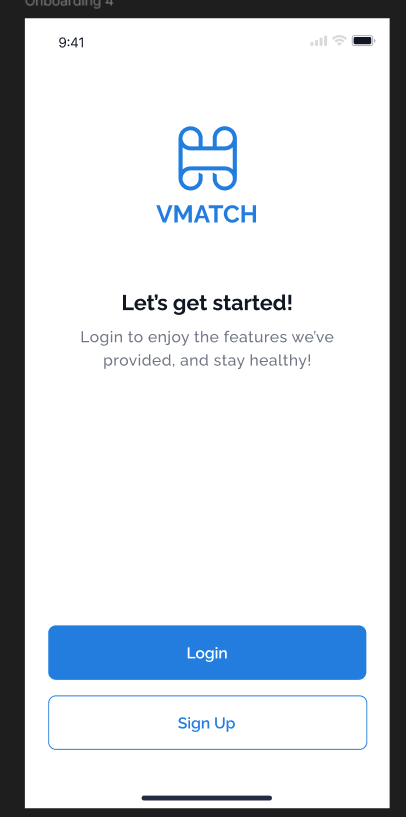 Onboarding 4
9:41
VMATCH
Let's get started!
Login to enjoy the features we've
provided, and stay healthy!
Login
Sign Up